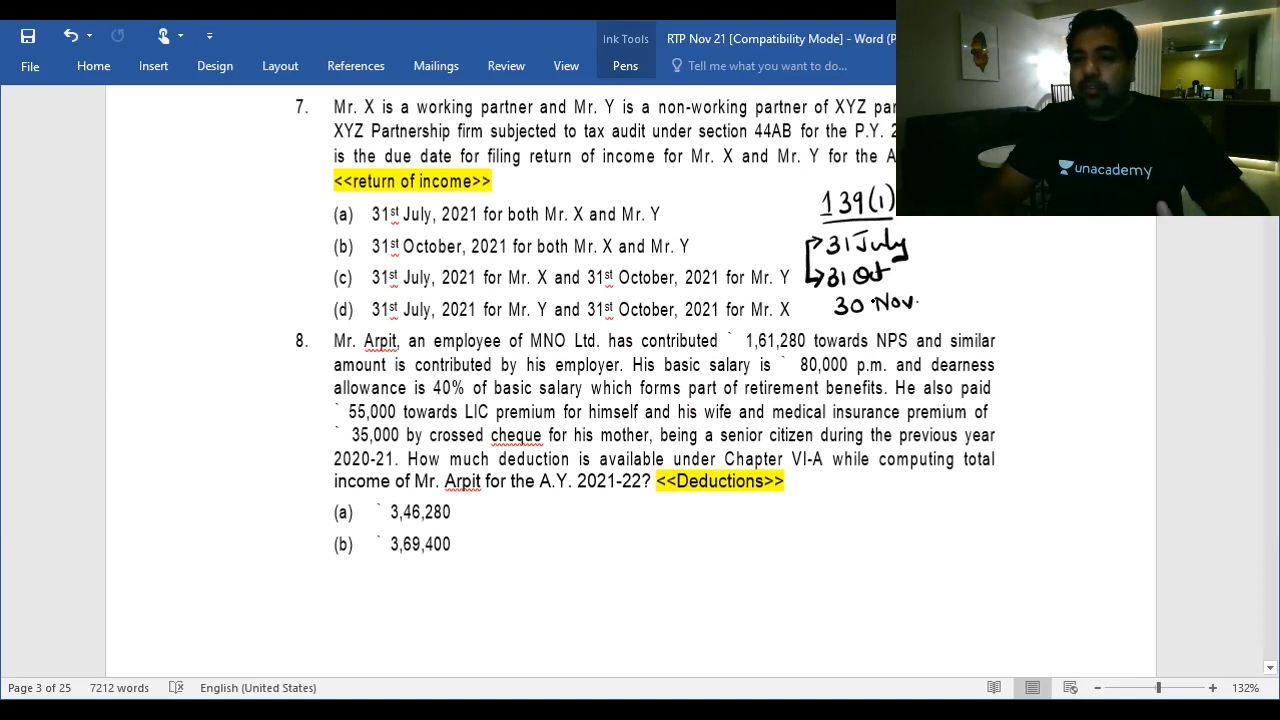 Ink Tools
RTP Nov 21 [Compatibility Mode] - Word (P
File Home Insert Design Layout References Mailings Review View Pens Tell me what you want to do...
unacademy
7. Mr. X is a working partner and Mr. Y is a non-working partner of XYZ par
XYZ Partnership firm subjected to tax audit under section 44AB for the P.Y. 2
is the due date for filing return of income for Mr. X and Mr. Y for the A
<<return of income>>
139(1)
(a) 31st July, 2021 for both Mr. X and Mr. Y
31 July
(b) 31st October, 2021 for both Mr. X and Mr. Y
31 Oct
(c) 31st July, 2021 for Mr. X and 31st October, 2021 for Mr. Y
30 Nov.
(d) 31st July, 2021 for Mr. Y and 31st October, 2021 for Mr. X
8. Mr. Arpit, an employee of MNO Ltd. has contributed ` 1,61,280 towards NPS and similar
amount is contributed by his employer. His basic salary is ` 80,000 p.m. and dearness
allowance is 40% of basic salary which forms part of retirement benefits. He also paid
` 55,000 towards LIC premium for himself and his wife and medical insurance premium of
` 35,000 by crossed cheque for his mother, being a senior citizen during the previous year
2020-21. How much deduction is available under Chapter VI-A while computing total
income of Mr. Arpit for the A.Y. 2021-22? <<Deductions>>
(a) ` 3,46,280
(b) ` 3,69,400
Page 3 of 25 7212 words English (United States) 132%